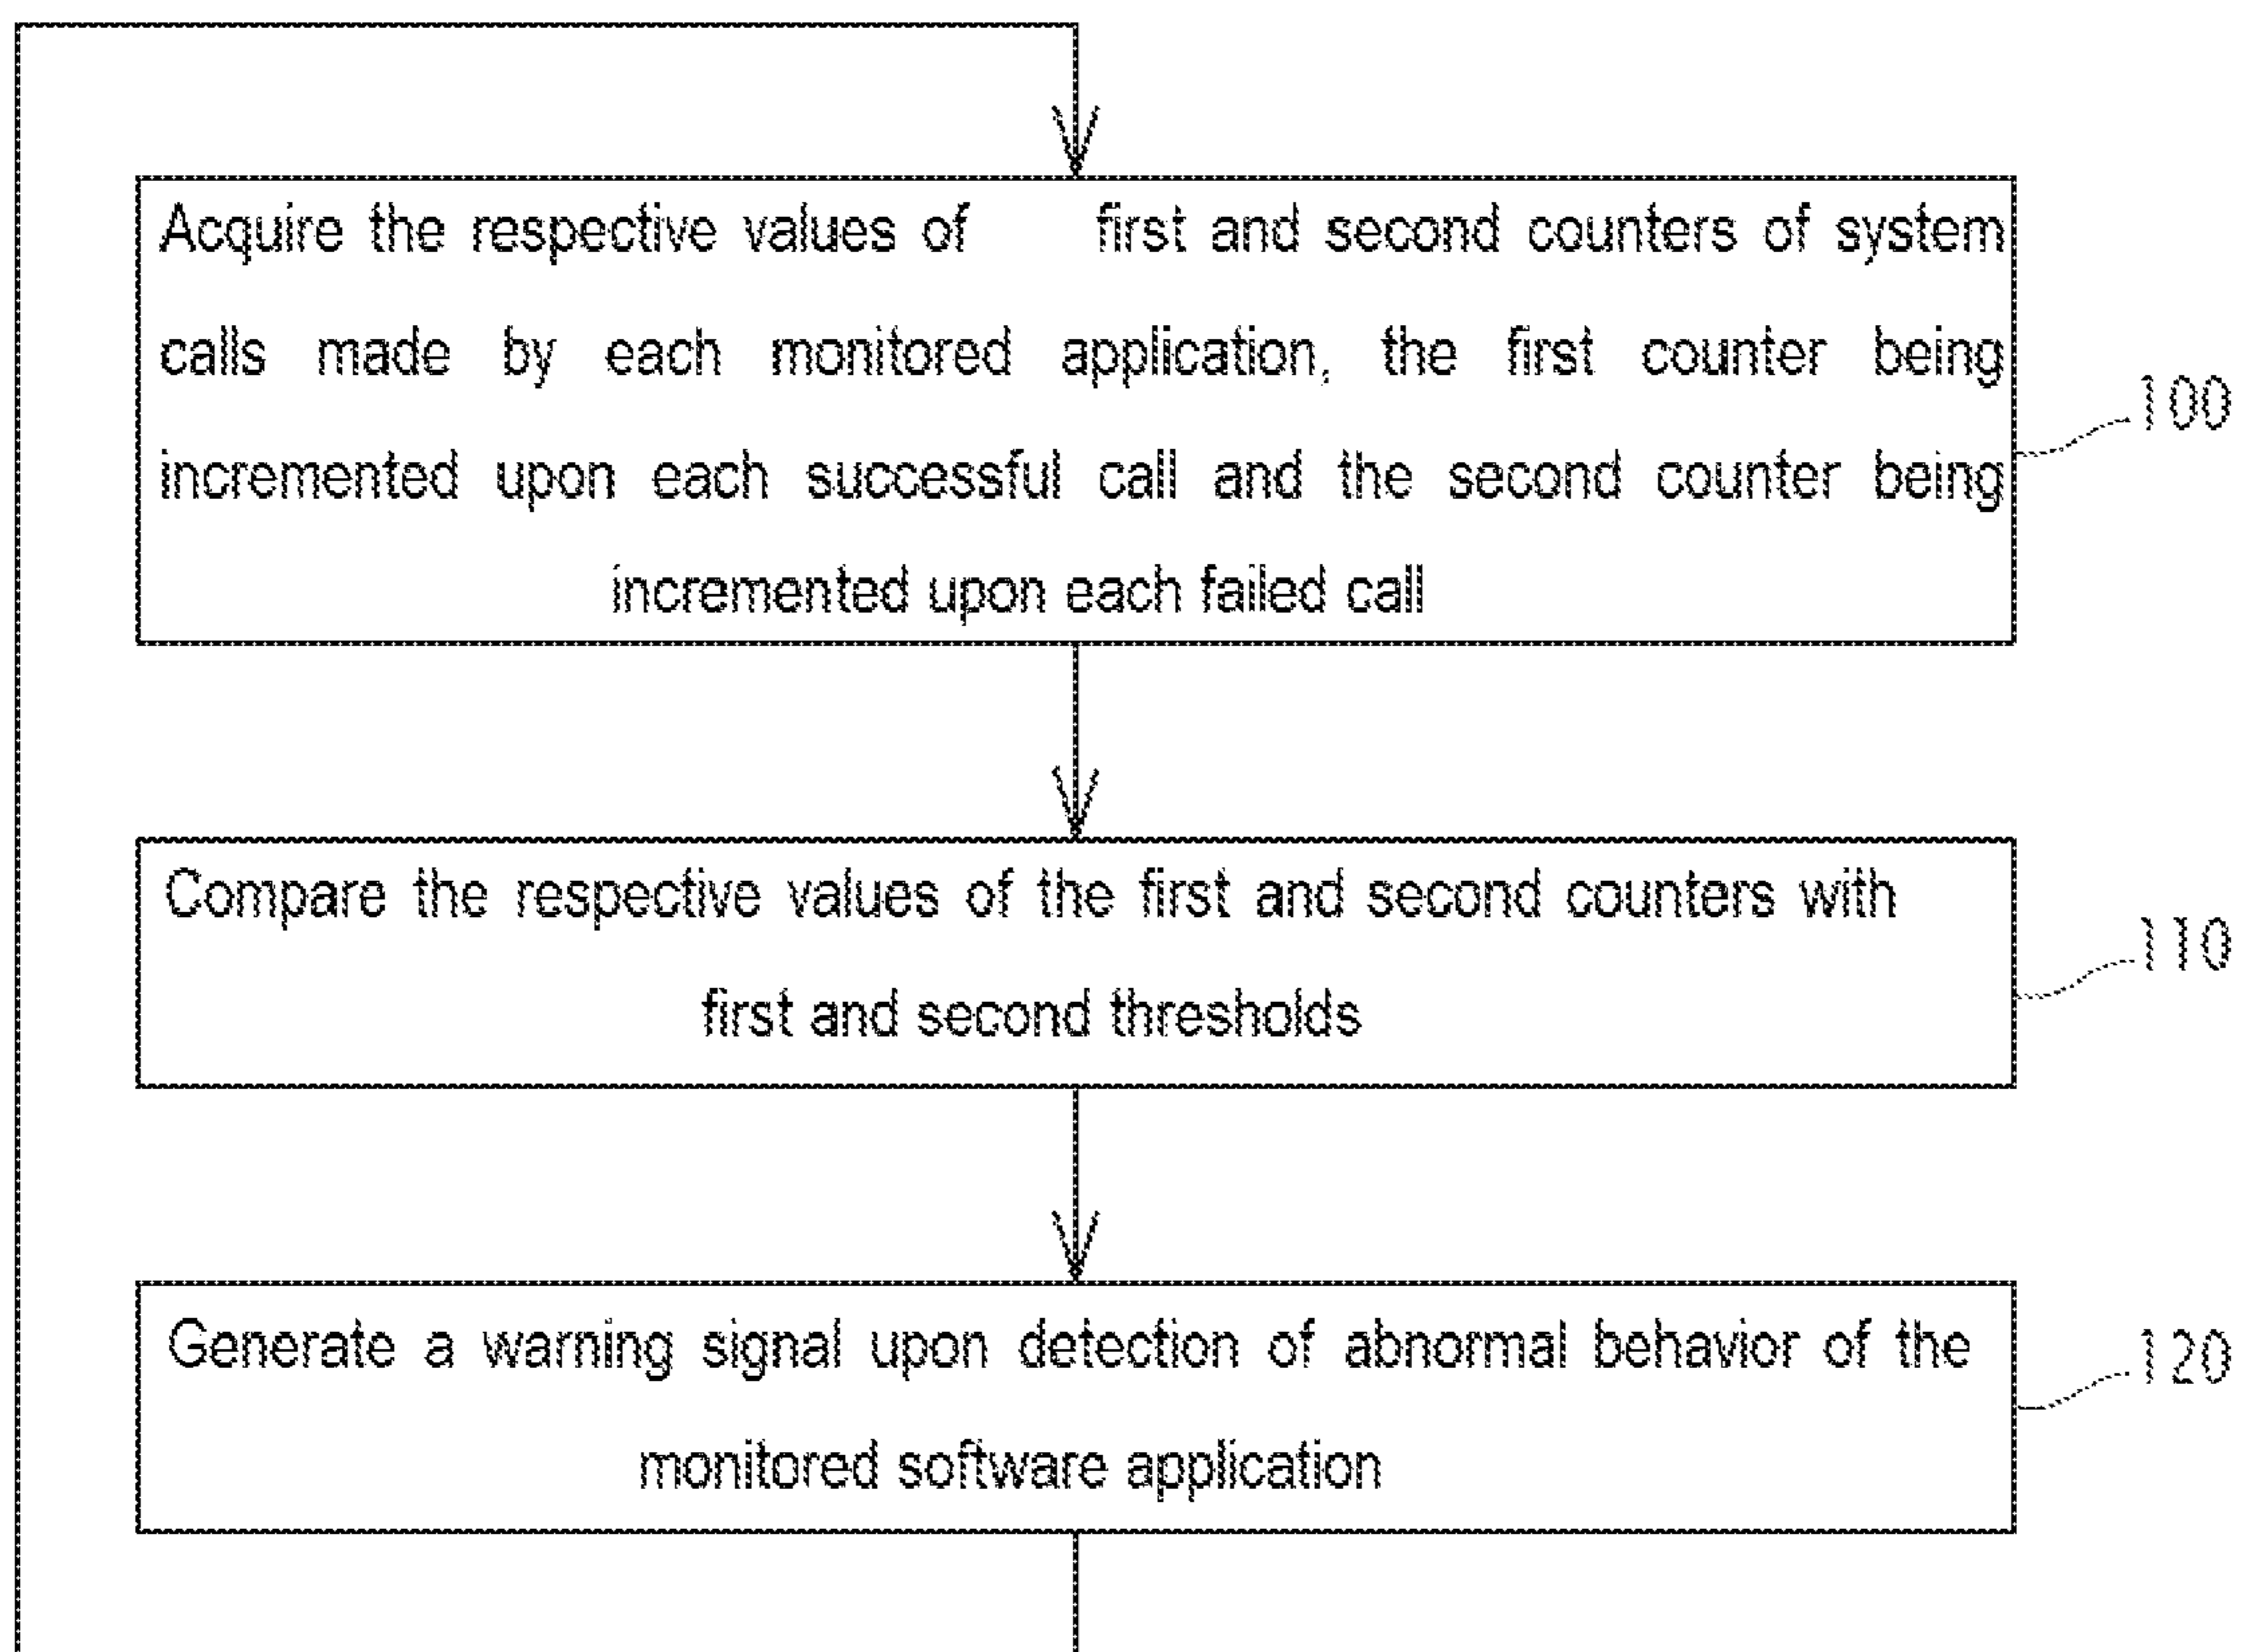 Acquire the respective values of first and second counters of system
calls made by each monitored application, the first counter being
incremented upon each successful call and the second counter being
incremented upon each failed call
100
Compare the respective values of the first and second counters with
first and second thresholds
110
Generate a warning signal upon detection of abnormal behavior of the
monitored software application
120